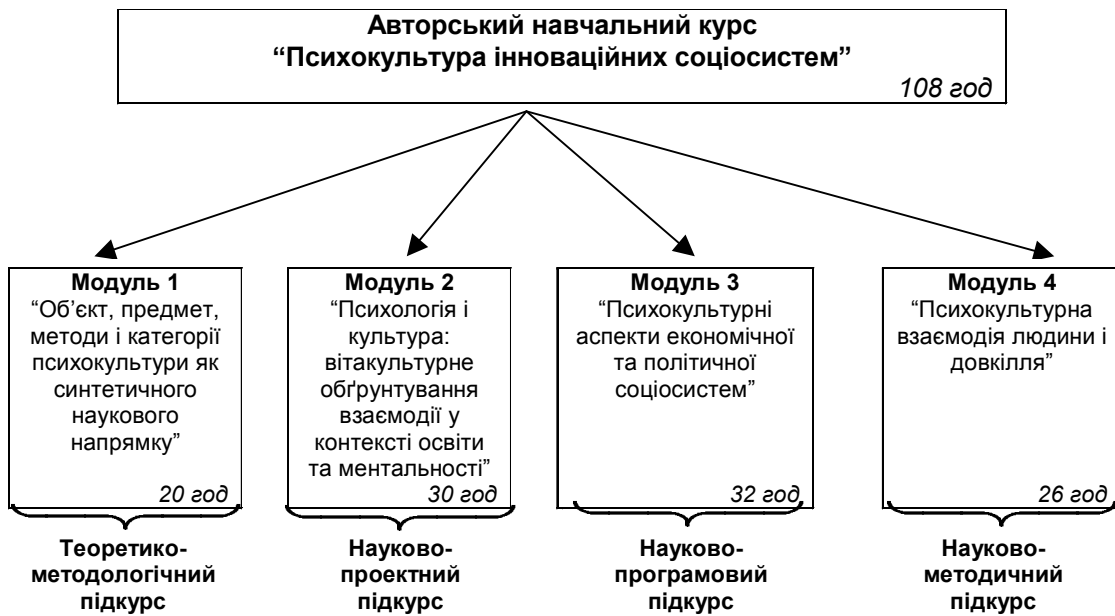 Авторський навчальний курс
“Психокультура інноваційних соціосистем”
108 год
Модуль 1
“Об’єкт, предмет,
методи і категорії
психокультури як
синтетичного
наукового
напрямку”
20 год
Теоретико-
методологічний
підкурс
Модуль 2
“Психологія і
культура:
вітакультурне
обґрунтування
взаємодії у
контексті освіти
та ментальності”
30 год
Науково-
проектний
підкурс
Модуль 3
“Психокультурні
аспекти економічної
та політичної
соціосистем”
32 год
Науково-
програмовий
підкурс
Модуль 4
“Психокультурна
взаємодія людини і
довкілля”
26 год
Науково-
методичний
підкурс